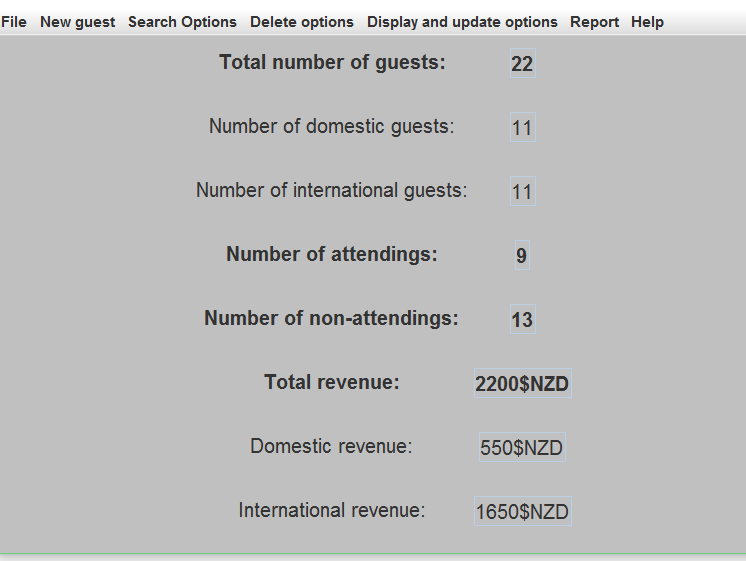 File New guest Search Options Delete options Display and update options Report Help
Total number of guests: 22
Number of domestic guests: 11
Number of international guests: 11
Number of attendings: 9
Number of non-attendings: 13
Total revenue: 2200$NZD
Domestic revenue: 550$NZD
International revenue: 1650$NZD